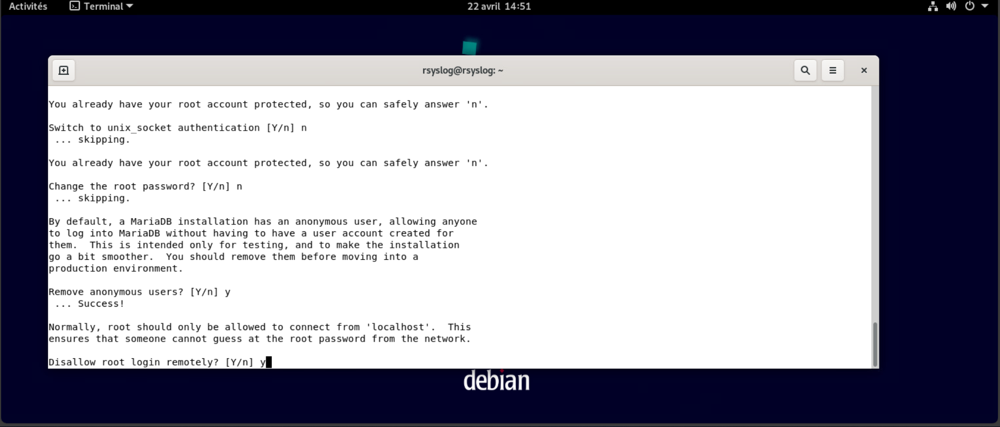 Activités Terminal 22 avril 14:51
rsyslog@rsyslog: ~
You already have your root account protected, so you can safely answer 'n'.
Switch to unix_socket authentication [Y/n] n
 ... skipping.
You already have your root account protected, so you can safely answer 'n'.
Change the root password? [Y/n] n
 ... skipping.
By default, a MariaDB installation has an anonymous user, allowing anyone
to log into MariaDB without having to have a user account created for
them.  This is intended only for testing, and to make the installation
go a bit smoother.  You should remove them before moving into a
production environment.
Remove anonymous users? [Y/n] y
 ... Success!
Normally, root should only be allowed to connect from 'localhost'.  This
ensures that someone cannot guess at the root password from the network.
Disallow root login remotely? [Y/n] y
debian